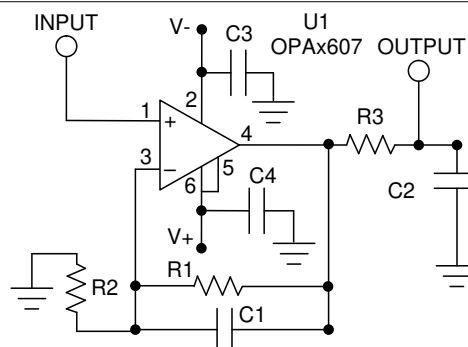 INPUT
V-
C3
U1
OPAx607
OUTPUT
2
1
+
4
R3
3
−
5
6
C4
C2
V+
R1
R2
C1